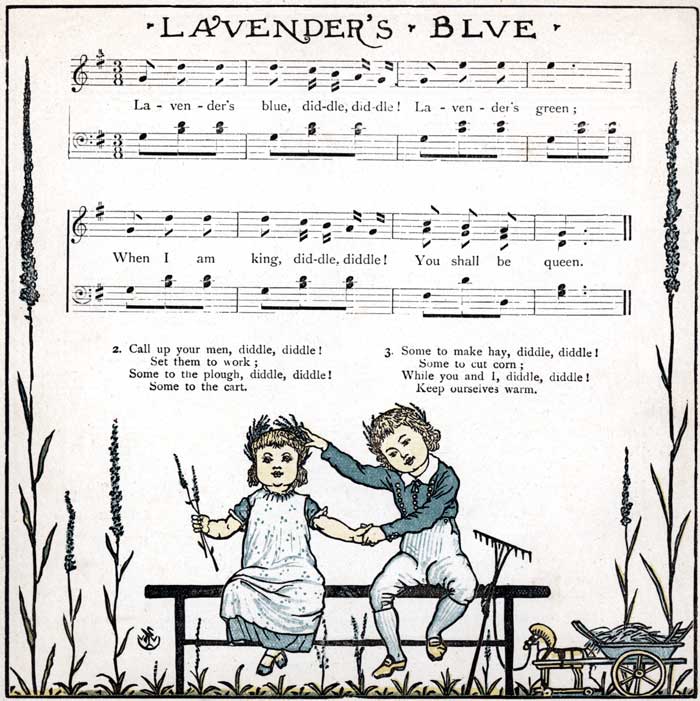 LAVENDER'S BLVE
La - ven - der's blue, did-dle, did-dle! La - ven - der's green;
When I am king, did-dle, diddle! You shall be queen.
2. Call up your men, diddle, diddle!
Set them to work;
Some to the plough, diddle, diddle!
Some to the cart.
3. Some to make hay, diddle, diddle!
Some to cut corn;
While you and I, diddle, diddle!
Keep ourselves warm.